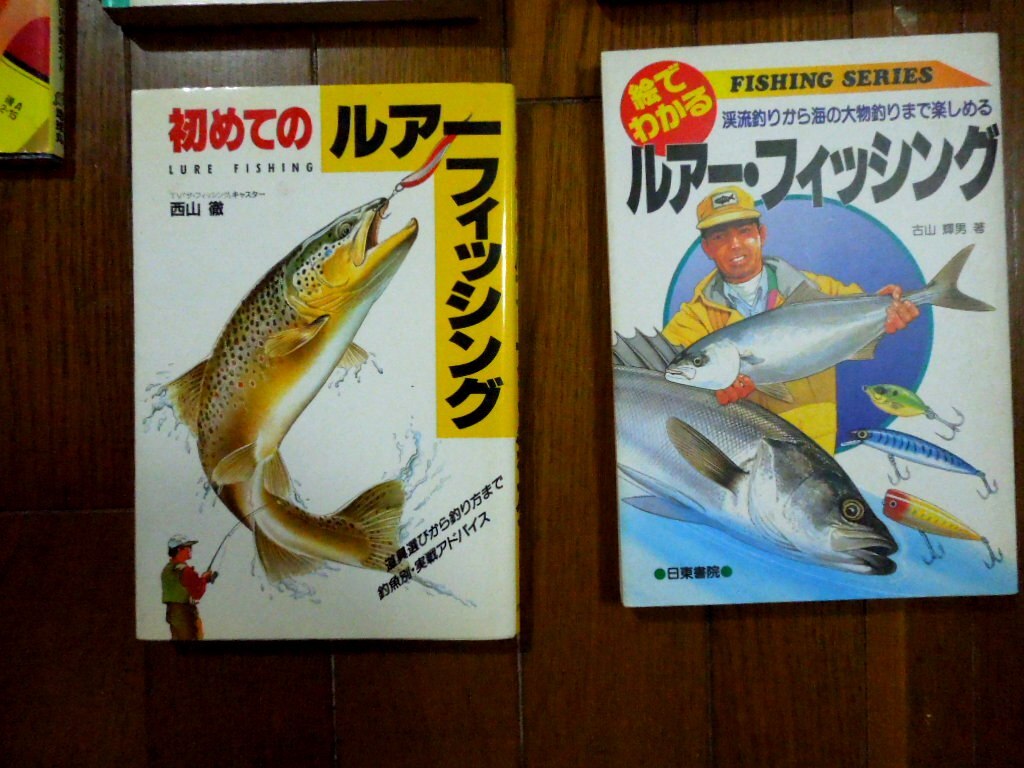 初めての
ルアー
フィッシング
LURE FISHING
西山 徹
道具選びから釣り方まで
釣魚別・実戦アドバイス
絵で
わかる
FISHING SERIES
渓流釣りから海の大物釣りまで楽しめる
ルアー・フィッシング
古山 輝男 著
●日東書院●